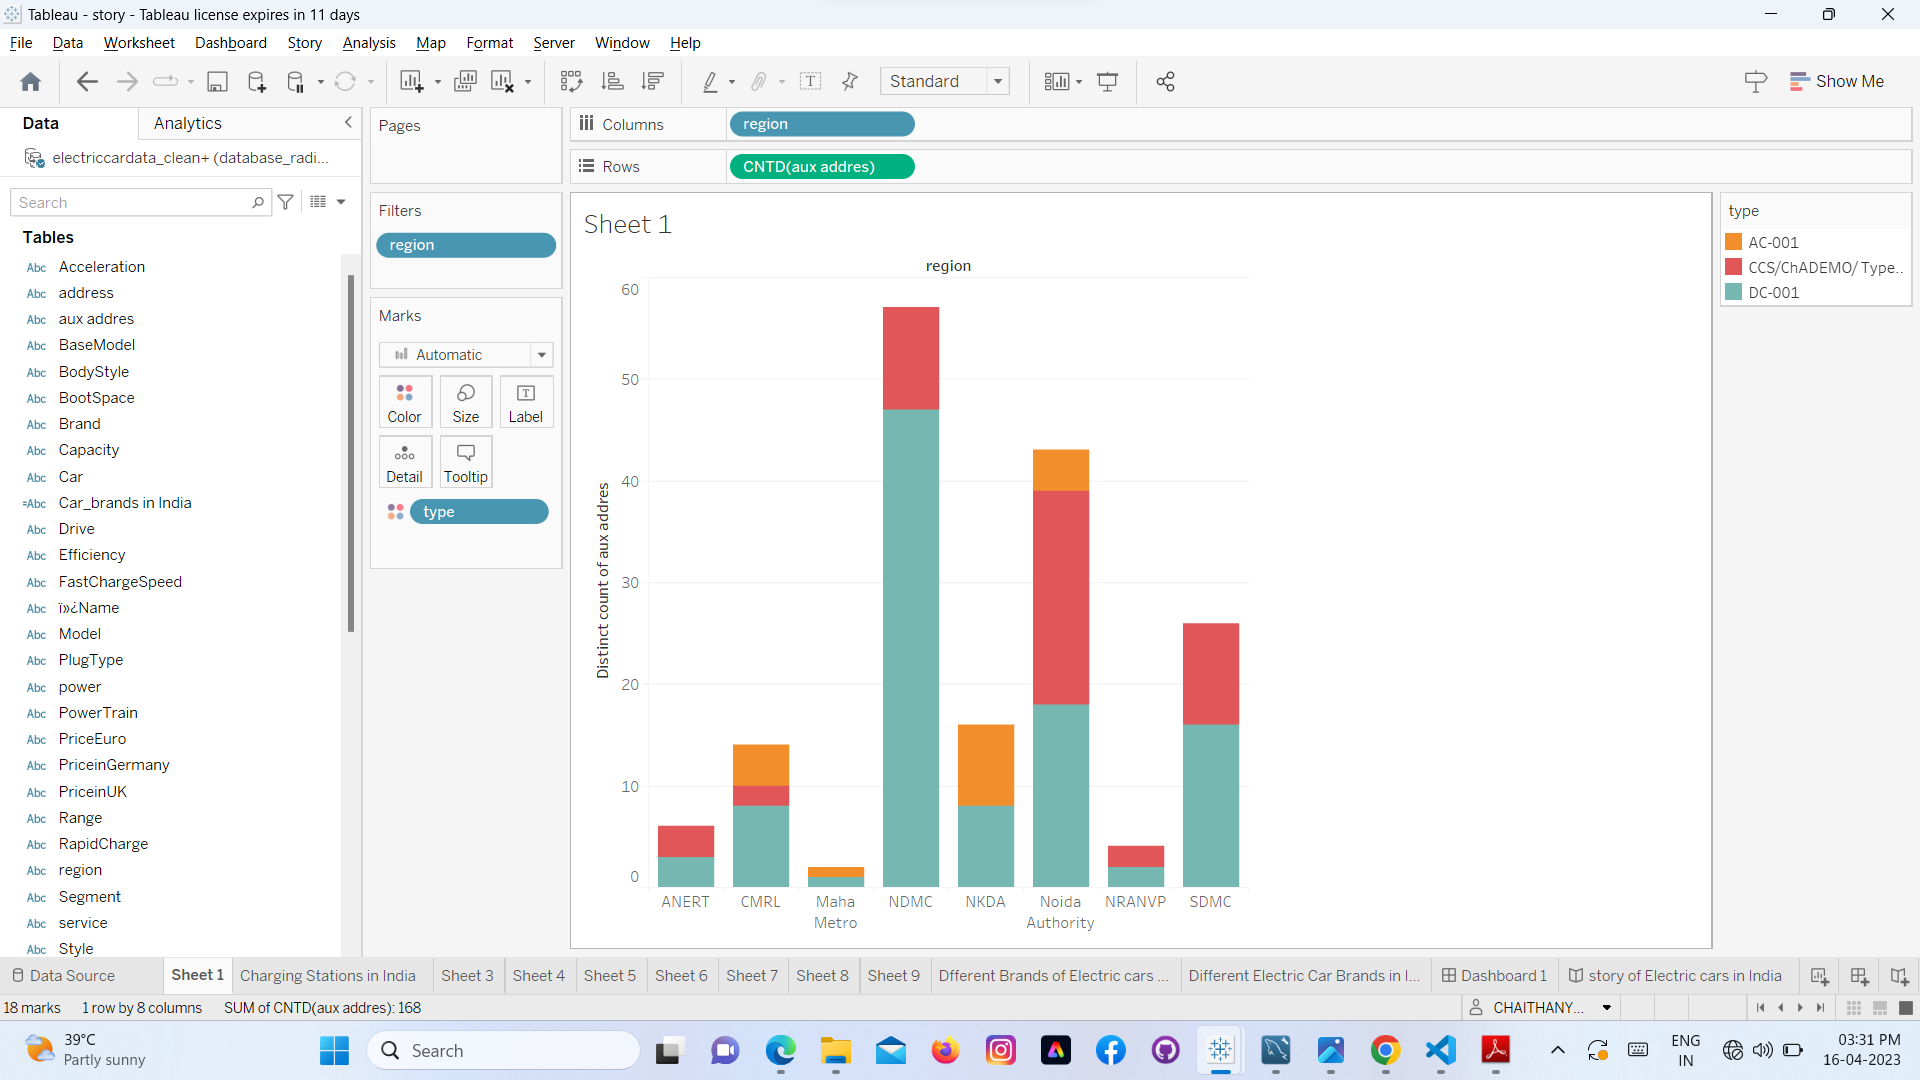 Tableau - story - Tableau license expires in 11 days
File Data Worksheet Dashboard Story Analysis Map Format Server Window Help
Standard
Show Me
Data Analytics
electriccardata_clean+ (database_radi...
Search
Tables
Abc Acceleration
Abc address
Abc aux addres
Abc BaseModel
Abc BodyStyle
Abc BootSpace
Abc Brand
Abc Capacity
Abc Car
=Abc Car_brands in India
Abc Drive
Abc Efficiency
Abc FastChargeSpeed
Abc ï»¿Name
Abc Model
Abc PlugType
Abc power
Abc PowerTrain
Abc PriceEuro
Abc PriceinGermany
Abc PriceinUK
Abc Range
Abc RapidCharge
Abc region
Abc Segment
Abc service
Abc Style
Pages
Filters
region
Marks
Automatic
Color Size Label
Detail Tooltip
type
Columns region
Rows CNTD(aux addres)
Sheet 1
region
Distinct count of aux addres
60
50
40
30
20
10
0
ANERT CMRL Maha Metro NDMC NKDA Noida Authority NRANVP SDMC
type
AC-001
CCS/ChADEMO/ Type..
DC-001
Data Source Sheet 1 Charging Stations in India Sheet 3 Sheet 4 Sheet 5 Sheet 6 Sheet 7 Sheet 8 Sheet 9 Dfferent Brands of Electric cars ... Different Electric Car Brands in I... Dashboard 1 story of Electric cars in India
18 marks 1 row by 8 columns SUM of CNTD(aux addres): 168
CHAITHANY...
39°C
Partly sunny
Search
ENG
IN
03:31 PM
16-04-2023